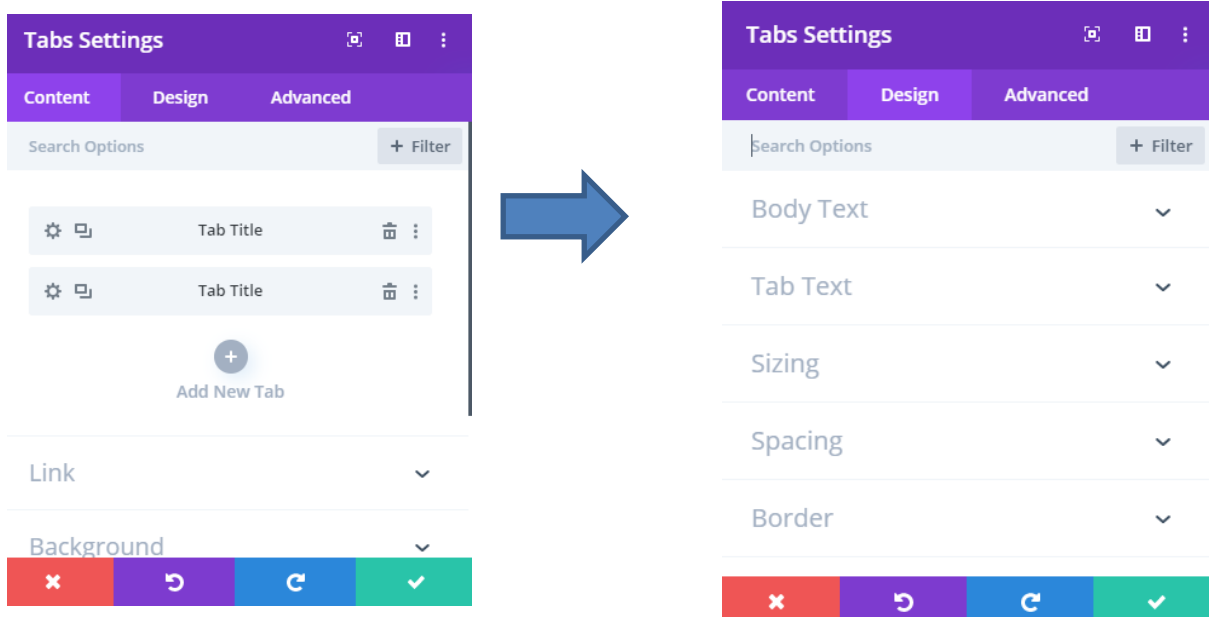 Tabs Settings
Content Design Advanced
Search Options + Filter
Tab Title
Tab Title
Add New Tab
Link
Background
Tabs Settings
Content Design Advanced
Search Options + Filter
Body Text
Tab Text
Sizing
Spacing
Border